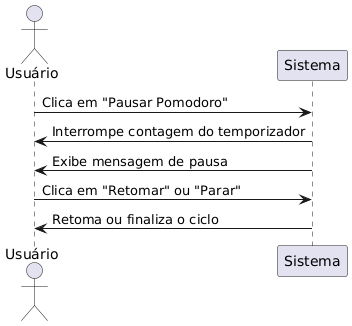 Usuário
Sistema
Clica em "Pausar Pomodoro"
Interrompe contagem do temporizador
Exibe mensagem de pausa
Clica em "Retomar" ou "Parar"
Retoma ou finaliza o ciclo
Usuário
Sistema